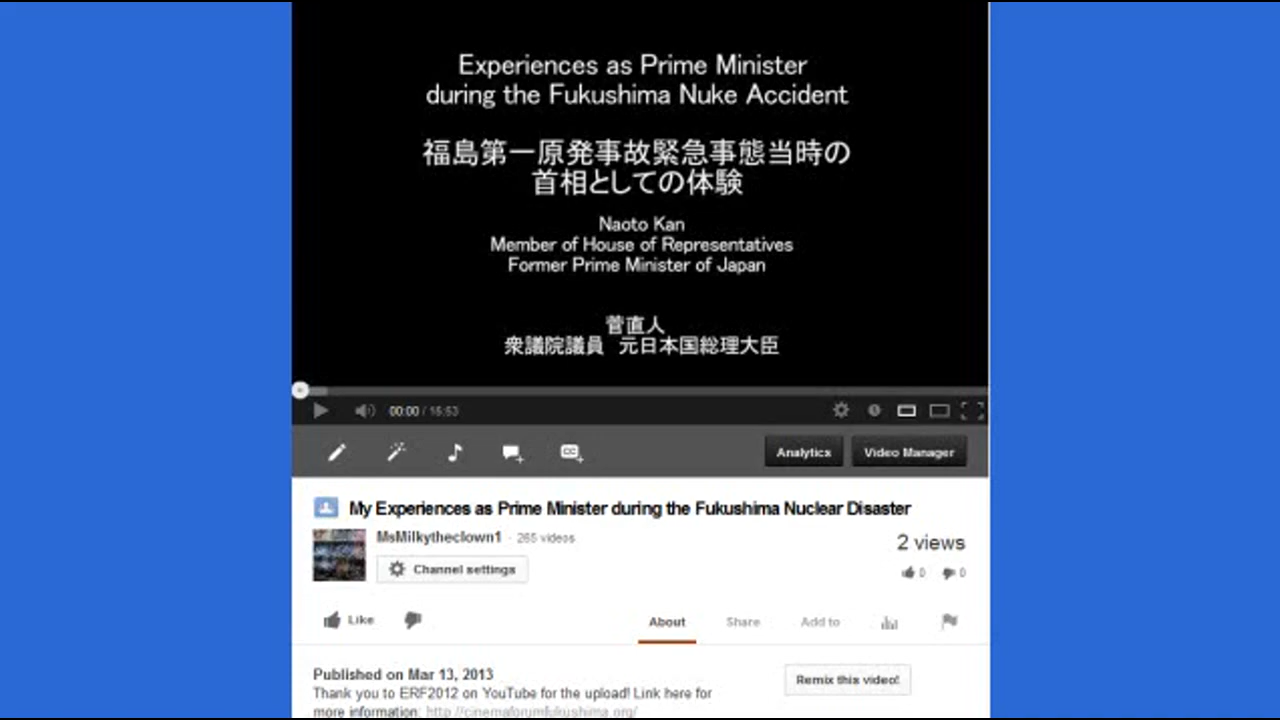 Experiences as Prime Minister
during the Fukushima Nuke Accident
福島第一原発事故緊急事態当時の
首相としての体験
Naoto Kan
Member of House of Representatives
Former Prime Minister of Japan
菅直人
衆議院議員 元日本国総理大臣
00:00 / 15:53
CC
Analytics
Video Manager
My Experiences as Prime Minister during the Fukushima Nuclear Disaster
MsMilkytheclown1 · 265 videos
2 views
Channel settings
0 0
Like
About Share Add to
Published on Mar 13, 2013
Remix this video!
Thank you to ERF2012 on YouTube for the upload! Link here for
more information: http://cinemaforumfukushima.org/